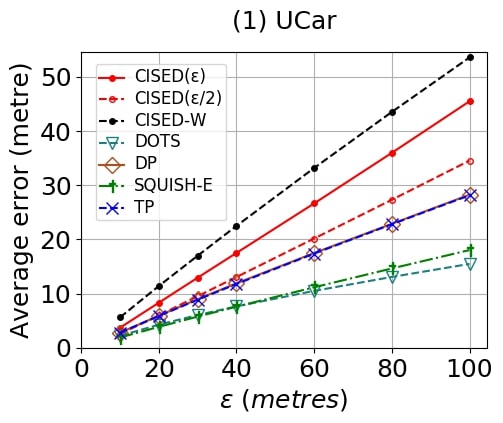 (1) UCar
Average error (metre)
50
40
30
20
10
0
CISED(ε)
CISED(ε/2)
CISED-W
DOTS
DP
SQUISH-E
TP
0 20 40 60 80 100
ε (metres)